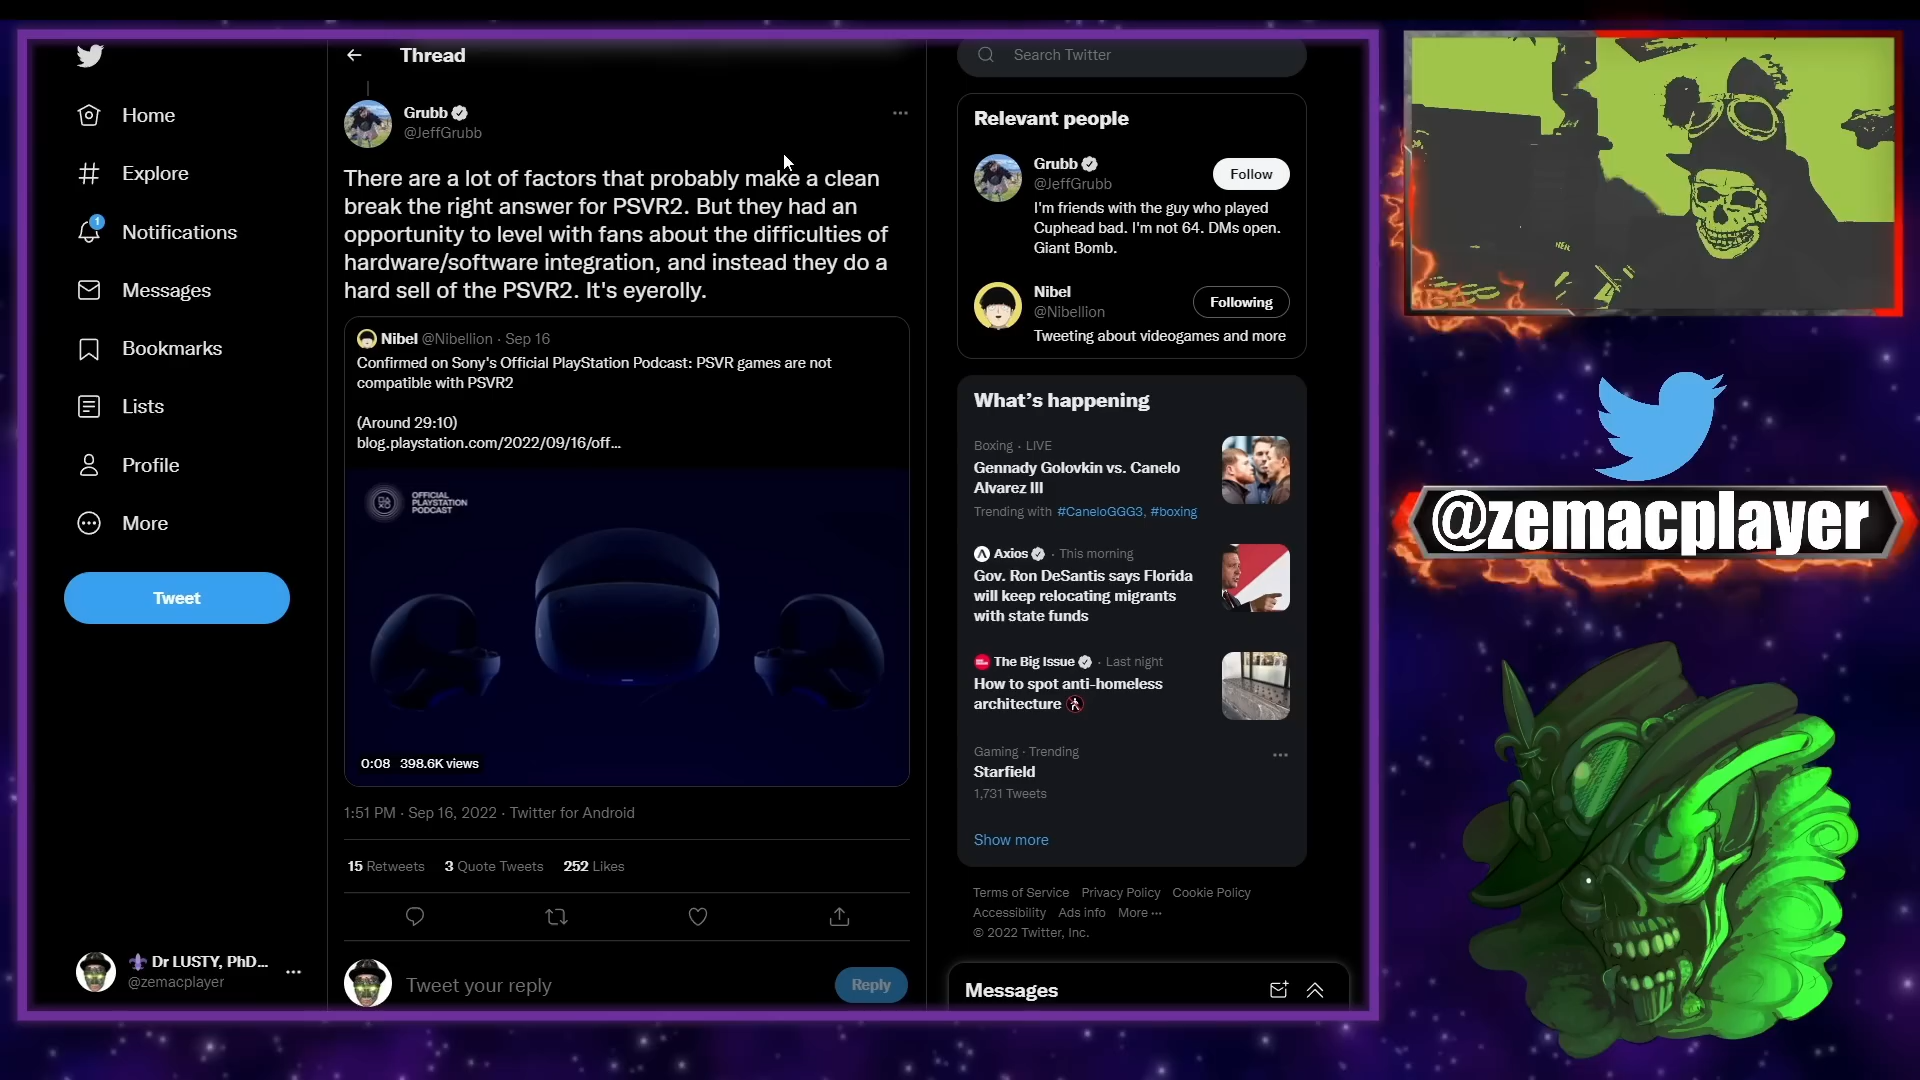 Thread
Search Twitter
Home
Explore
1
Notifications
Messages
Bookmarks
Lists
Profile
More
Tweet
Dr LUSTY, PhD...
@zemacplayer
Grubb
@JeffGrubb
There are a lot of factors that probably make a clean
break the right answer for PSVR2. But they had an
opportunity to level with fans about the difficulties of
hardware/software integration, and instead they do a
hard sell of the PSVR2. It's eyerolly.
Nibel @Nibellion · Sep 16
Confirmed on Sony's Official PlayStation Podcast: PSVR games are not
compatible with PSVR2
(Around 29:10)
blog.playstation.com/2022/09/16/off...
OFFICIAL
PLAYSTATION
PODCAST
0:08 398.6K views
1:51 PM · Sep 16, 2022 · Twitter for Android
15 Retweets 3 Quote Tweets 252 Likes
Tweet your reply
Reply
Relevant people
Grubb
@JeffGrubb
Follow
I'm friends with the guy who played
Cuphead bad. I'm not 64. DMs open.
Giant Bomb.
Nibel
@Nibellion
Following
Tweeting about videogames and more
What's happening
Boxing · LIVE
Gennady Golovkin vs. Canelo
Alvarez III
Trending with #CaneloGGG3, #boxing
Axios · This morning
Gov. Ron DeSantis says Florida
will keep relocating migrants
with state funds
The Big Issue · Last night
How to spot anti-homeless
architecture
Gaming · Trending
Starfield
1,731 Tweets
Show more
Terms of Service Privacy Policy Cookie Policy
Accessibility Ads info More ···
© 2022 Twitter, Inc.
Messages
@zemacplayer